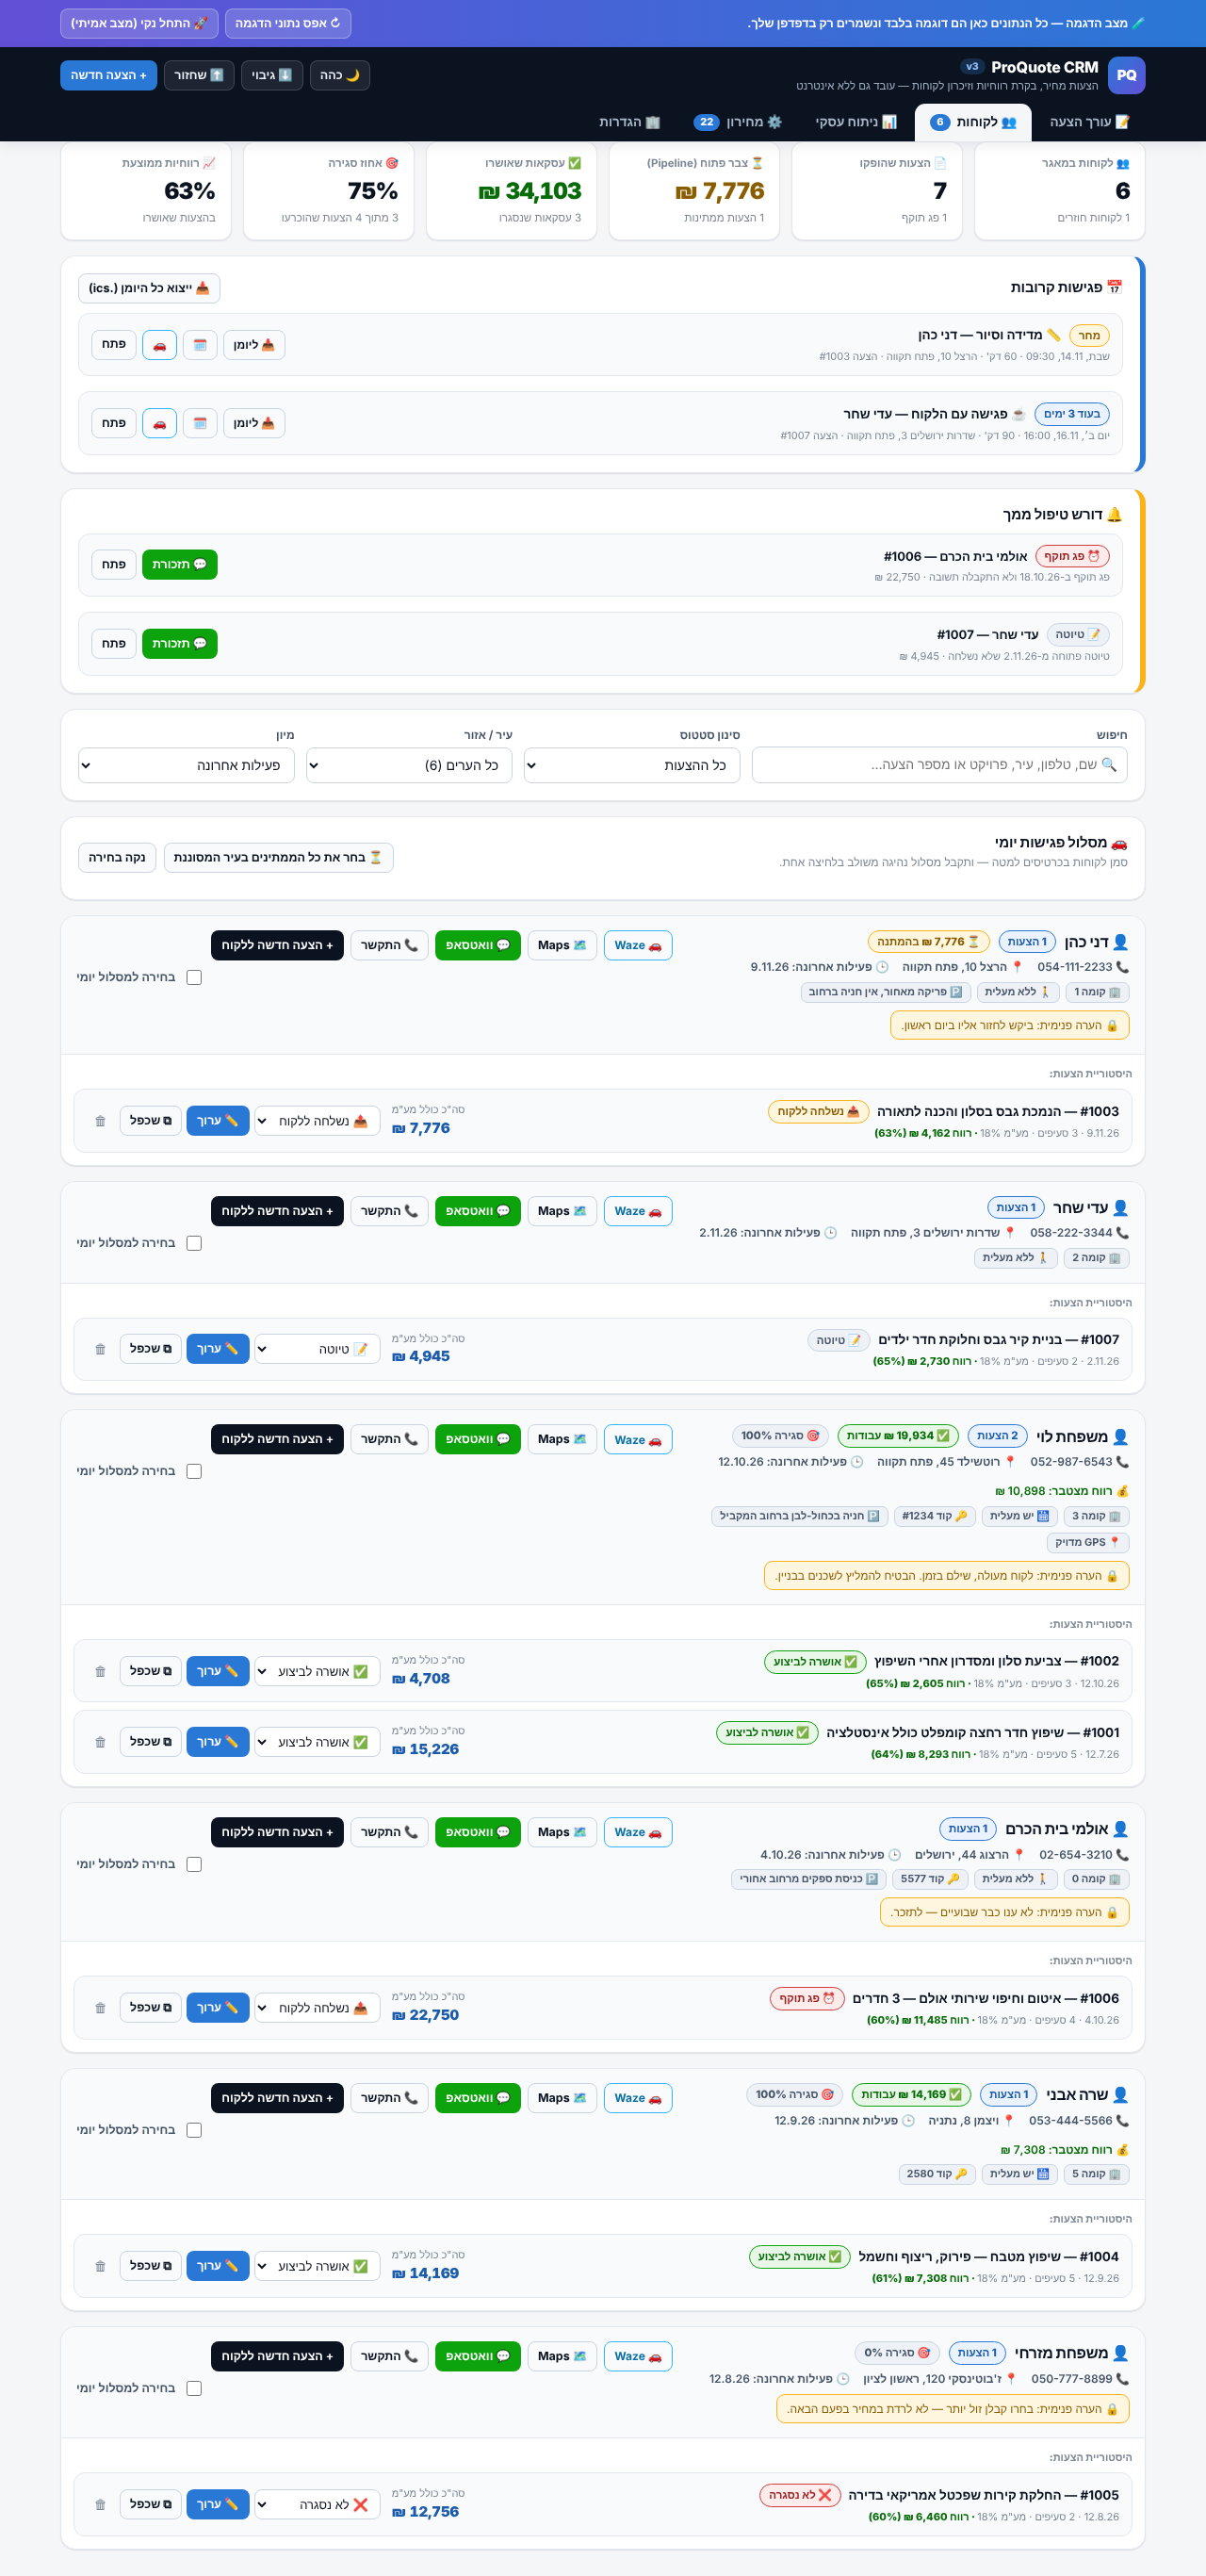 🧪 מצב הדגמה — כל הנתונים כאן הם דוגמה בלבד ונשמרים רק בדפדפן שלך.
↻ אפס נתוני הדגמה
🚀 התחל נקי (מצב אמיתי)
PQ
ProQuote CRM v3
הצעות מחיר, בקרת רווחיות וזיכרון לקוחות — עובד גם ללא אינטרנט
🌙 כהה
⬇️ גיבוי
⬆️ שחזור
+ הצעה חדשה
📝 עורך הצעה
👥 לקוחות 6
📊 ניתוח עסקי
⚙️ מחירון 22
🏢 הגדרות
👥 לקוחות במאגר
6
1 לקוחות חוזרים
📄 הצעות שהופקו
7
1 פג תוקף
⏳ צבר פתוח (Pipeline)
7,776 ₪
1 הצעות ממתינות
✅ עסקאות שאושרו
34,103 ₪
3 עסקאות שנסגרו
🎯 אחוז סגירה
75%
3 מתוך 4 הצעות שהוכרעו
📈 רווחיות ממוצעת
63%
בהצעות שאושרו
📅 פגישות קרובות
📥 ייצוא כל היומן (.ics)
מחר 📏 מדידה וסיור — דני כהן
שבת, 14.11, 09:30 · 60 דק' · הרצל 10, פתח תקווה · הצעה #1003
📥 ליומן
🗓️
🚗
פתח
בעוד 3 ימים ☕ פגישה עם הלקוח — עדי שחר
יום ב׳, 16.11, 16:00 · 90 דק' · שדרות ירושלים 3, פתח תקווה · הצעה #1007
📥 ליומן
🗓️
🚗
פתח
🔔 דורש טיפול ממך
⏰ פג תוקף אולמי בית הכרם — #1006
פג תוקף ב-18.10.26 ולא התקבלה תשובה · 22,750 ₪
💬 תזכורת
פתח
📝 טיוטה עדי שחר — #1007
טיוטה פתוחה מ-2.11.26 שלא נשלחה · 4,945 ₪
💬 תזכורת
פתח
חיפוש
סינון סטטוס
עיר / אזור
מיון
🔍 שם, טלפון, עיר, פרויקט או מספר הצעה...
כל ההצעות
כל הערים (6)
פעילות אחרונה
🚗 מסלול פגישות יומי
סמן לקוחות בכרטיסים למטה — ותקבל מסלול נהיגה משולב בלחיצה אחת.
⏳ בחר את כל הממתינים בעיר המסוננת
נקה בחירה
👤 דני כהן 1 הצעות ⏳ 7,776 ₪ בהמתנה
📞 054-111-2233 📍 הרצל 10, פתח תקווה 🕒 פעילות אחרונה: 9.11.26
🏢 קומה 1 🚶 ללא מעלית 🅿️ פריקה מאחור, אין חניה ברחוב
🔒 הערה פנימית: ביקש לחזור אליו ביום ראשון.
🚗 Waze
🗺️ Maps
💬 וואטסאפ
📞 התקשר
+ הצעה חדשה ללקוח
בחירה למסלול יומי
היסטוריית הצעות:
#1003 — הנמכת גבס בסלון והכנה לתאורה 📤 נשלחה ללקוח
9.11.26 · 3 סעיפים · מע"מ 18% · רווח 4,162 ₪ (63%)
סה"כ כולל מע"מ
7,776 ₪
📤 נשלחה ללקוח
✏️ ערוך
⧉ שכפל
🗑
👤 עדי שחר 1 הצעות
📞 058-222-3344 📍 שדרות ירושלים 3, פתח תקווה 🕒 פעילות אחרונה: 2.11.26
🏢 קומה 2 🚶 ללא מעלית
🚗 Waze
🗺️ Maps
💬 וואטסאפ
📞 התקשר
+ הצעה חדשה ללקוח
בחירה למסלול יומי
היסטוריית הצעות:
#1007 — בניית קיר גבס וחלוקת חדר ילדים 📝 טיוטה
2.11.26 · 2 סעיפים · מע"מ 18% · רווח 2,730 ₪ (65%)
סה"כ כולל מע"מ
4,945 ₪
📝 טיוטה
✏️ ערוך
⧉ שכפל
🗑
👤 משפחת לוי 2 הצעות ✅ 19,934 ₪ עבודות 🎯 סגירה 100%
📞 052-987-6543 📍 רוטשילד 45, פתח תקווה 🕒 פעילות אחרונה: 12.10.26
💰 רווח מצטבר: 10,898 ₪
🏢 קומה 3 🛗 יש מעלית 🔑 קוד 1234# 🅿️ חניה בכחול-לבן ברחוב המקביל
📍 GPS מדויק
🔒 הערה פנימית: לקוח מעולה, שילם בזמן. הבטיח להמליץ לשכנים בבניין.
🚗 Waze
🗺️ Maps
💬 וואטסאפ
📞 התקשר
+ הצעה חדשה ללקוח
בחירה למסלול יומי
היסטוריית הצעות:
#1002 — צביעת סלון ומסדרון אחרי השיפוץ ✅ אושרה לביצוע
12.10.26 · 3 סעיפים · מע"מ 18% · רווח 2,605 ₪ (65%)
סה"כ כולל מע"מ
4,708 ₪
✅ אושרה לביצוע
✏️ ערוך
⧉ שכפל
🗑
#1001 — שיפוץ חדר רחצה קומפלט כולל אינסטלציה ✅ אושרה לביצוע
12.7.26 · 5 סעיפים · מע"מ 18% · רווח 8,293 ₪ (64%)
סה"כ כולל מע"מ
15,226 ₪
✅ אושרה לביצוע
✏️ ערוך
⧉ שכפל
🗑
👤 אולמי בית הכרם 1 הצעות
📞 02-654-3210 📍 הרצוג 44, ירושלים 🕒 פעילות אחרונה: 4.10.26
🏢 קומה 0 🚶 ללא מעלית 🔑 קוד 5577 🅿️ כניסת ספקים מרחוב אחורי
🔒 הערה פנימית: לא ענו כבר שבועיים — לתזכר.
🚗 Waze
🗺️ Maps
💬 וואטסאפ
📞 התקשר
+ הצעה חדשה ללקוח
בחירה למסלול יומי
היסטוריית הצעות:
#1006 — איטום וחיפוי שירותי אולם — 3 חדרים ⏰ פג תוקף
4.10.26 · 4 סעיפים · מע"מ 18% · רווח 11,485 ₪ (60%)
סה"כ כולל מע"מ
22,750 ₪
📤 נשלחה ללקוח
✏️ ערוך
⧉ שכפל
🗑
👤 שרה אבני 1 הצעות ✅ 14,169 ₪ עבודות 🎯 סגירה 100%
📞 053-444-5566 📍 ויצמן 8, נתניה 🕒 פעילות אחרונה: 12.9.26
💰 רווח מצטבר: 7,308 ₪
🏢 קומה 5 🛗 יש מעלית 🔑 קוד 2580
🚗 Waze
🗺️ Maps
💬 וואטסאפ
📞 התקשר
+ הצעה חדשה ללקוח
בחירה למסלול יומי
היסטוריית הצעות:
#1004 — שיפוץ מטבח — פירוק, ריצוף וחשמל ✅ אושרה לביצוע
12.9.26 · 5 סעיפים · מע"מ 18% · רווח 7,308 ₪ (61%)
סה"כ כולל מע"מ
14,169 ₪
✅ אושרה לביצוע
✏️ ערוך
⧉ שכפל
🗑
👤 משפחת מזרחי 1 הצעות 🎯 סגירה 0%
📞 050-777-8899 📍 ז'בוטינסקי 120, ראשון לציון 🕒 פעילות אחרונה: 12.8.26
🔒 הערה פנימית: בחרו קבלן זול יותר — לא לרדת במחיר בפעם הבאה.
🚗 Waze
🗺️ Maps
💬 וואטסאפ
📞 התקשר
+ הצעה חדשה ללקוח
בחירה למסלול יומי
היסטוריית הצעות:
#1005 — החלקת קירות שפכטל אמריקאי בדירה ❌ לא נסגרה
12.8.26 · 2 סעיפים · מע"מ 18% · רווח 6,460 ₪ (60%)
סה"כ כולל מע"מ
12,756 ₪
❌ לא נסגרה
✏️ ערוך
⧉ שכפל
🗑